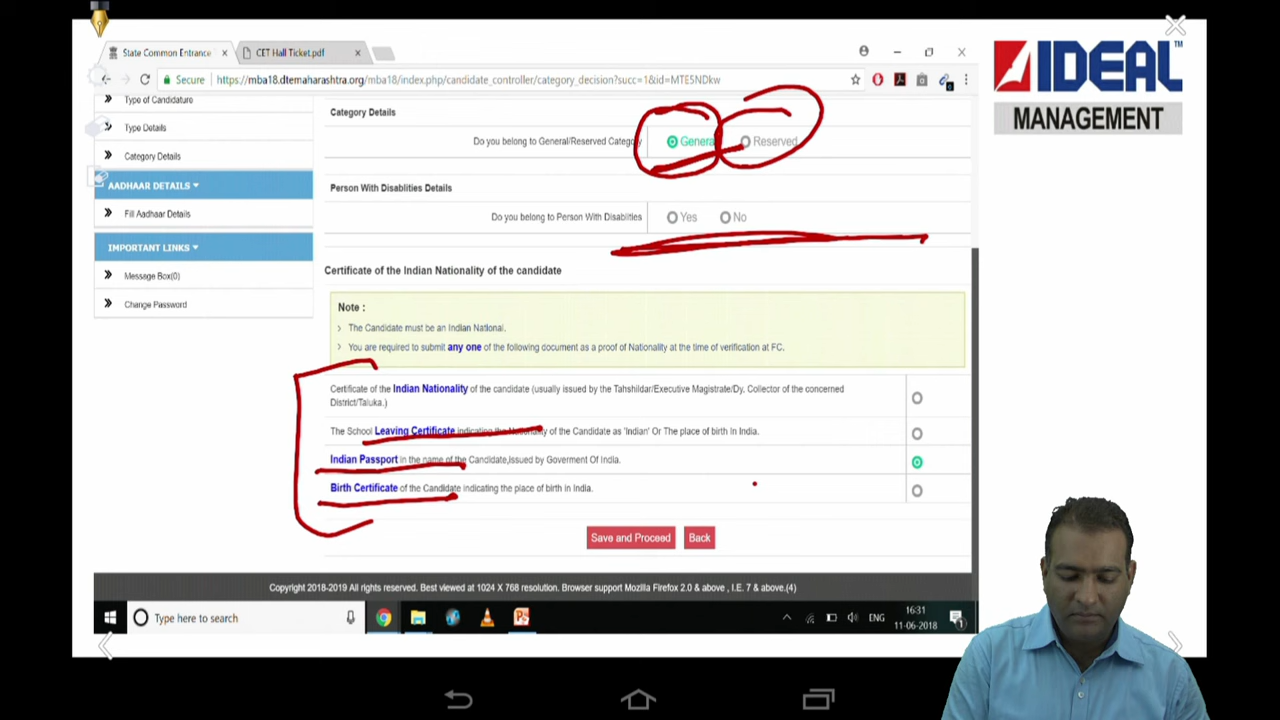 State Common Entrance
CET Hall Ticket.pdf
Secure
https://mba18.dtemaharashtra.org/mba18/index.php/candidate_controller/category_decision?succ=1&id=MTE5NDkw
IDEAL™
MANAGEMENT
Type of Candidature
Type Details
Category Details
AADHAAR DETAILS
Fill Aadhaar Details
IMPORTANT LINKS
Message Box(0)
Change Password
Category Details
Do you belong to General/Reserved Category
General
Reserved
Person With Disablities Details
Do you belong to Person With Disablities
Yes
No
Certificate of the Indian Nationality of the candidate
Note :
The Candidate must be an Indian National.
You are required to submit any one of the following document as a proof of Nationality at the time of verification at FC.
Certificate of the Indian Nationality of the candidate (usually issued by the Tahshildar/Executive Magistrate/Dy. Collector of the concerned
District/Taluka.)
The School Leaving Certificate indicating the Nationality of the Candidate as 'Indian' Or The place of birth In India.
Indian Passport in the name of the Candidate,issued by Goverment Of India.
Birth Certificate of the Candidate indicating the place of birth in India.
Save and Proceed
Back
Copyright 2018-2019 All rights reserved. Best viewed at 1024 X 768 resolution. Browser support Mozilla Firefox 2.0 & above , I.E. 7 & above.(4)
Type here to search
ENG
16:31
11-06-2018
1